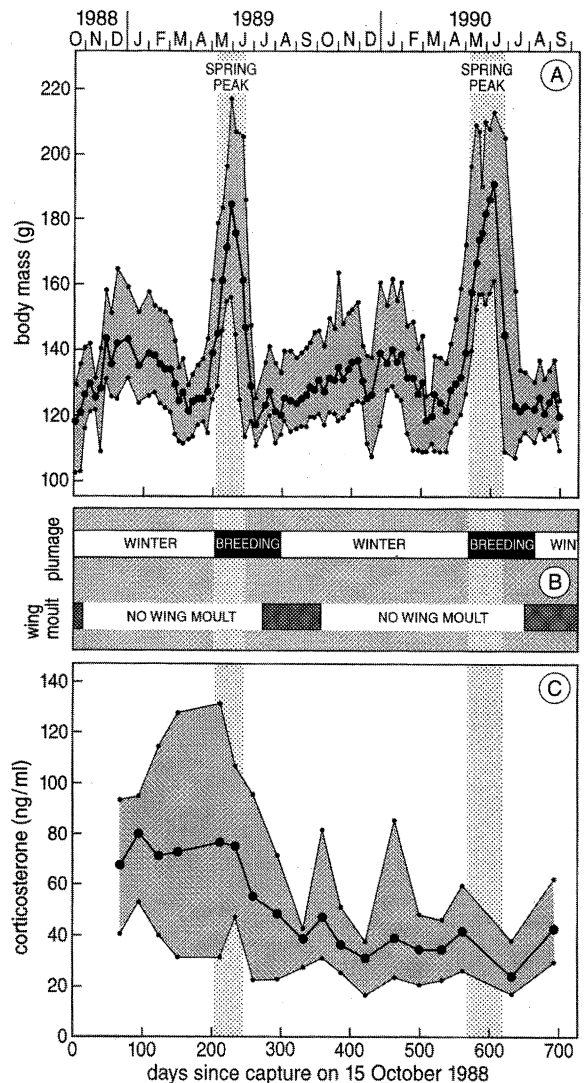 1988 1989 1990
O N D J F M A M J J A S O N D J F M A M J J A S
SPRING PEAK
SPRING PEAK
A
220
200
180
160
140
120
100
body mass (g)
plumage
WINTER BREEDING WINTER BREEDING WIN
B
wing moult
NO WING MOULT NO WING MOULT
C
140
120
100
80
60
40
20
0
corticosterone (ng/ml)
0 100 200 300 400 500 600 700
days since capture on 15 October 1988